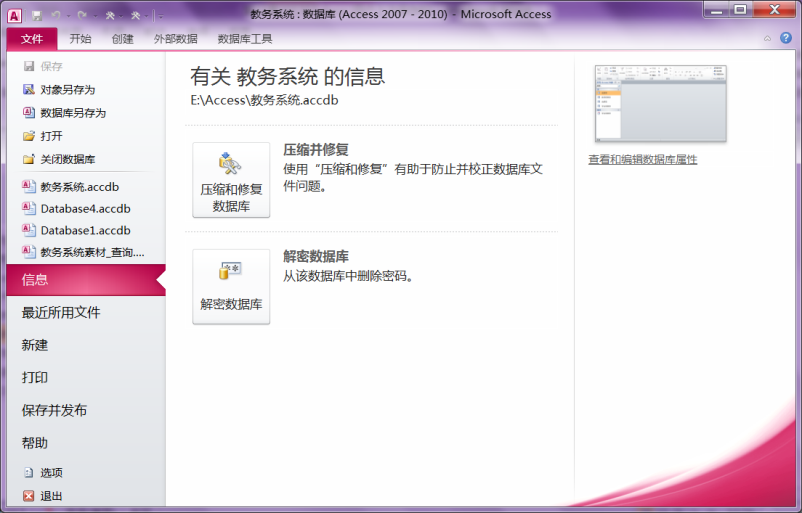 教务系统 : 数据库 (Access 2007 - 2010) - Microsoft Access
文件 开始 创建 外部数据 数据库工具
保存
对象另存为
数据库另存为
打开
关闭数据库
教务系统.accdb
Database4.accdb
Database1.accdb
教务系统素材_查询....
信息
最近所用文件
新建
打印
保存并发布
帮助
选项
退出
有关 教务系统 的信息
E:\Access\教务系统.accdb
压缩和修复
数据库
压缩并修复
使用“压缩和修复”有助于防止并校正数据库文
件问题。
解密数据库
解密数据库
从该数据库中删除密码。
查看和编辑数据库属性